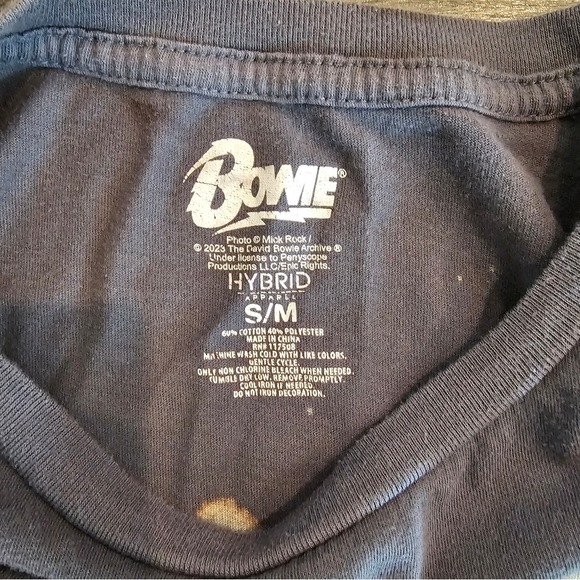 BOWIE®
Photo © Mick Rock /
© 2023 The David Bowie Archive ®
Under license to Penyscope
Productions LLC/Epic Rights.
HYBRID
APPAREL
S/M
60% COTTON 40% POLYESTER
MADE IN CHINA
RN# 117508
MACHINE WASH COLD WITH LIKE COLORS.
GENTLE CYCLE.
ONLY NON CHLORINE BLEACH WHEN NEEDED.
TUMBLE DRY LOW. REMOVE PROMPTLY.
COOL IRON IF NEEDED.
DO NOT IRON DECORATION.